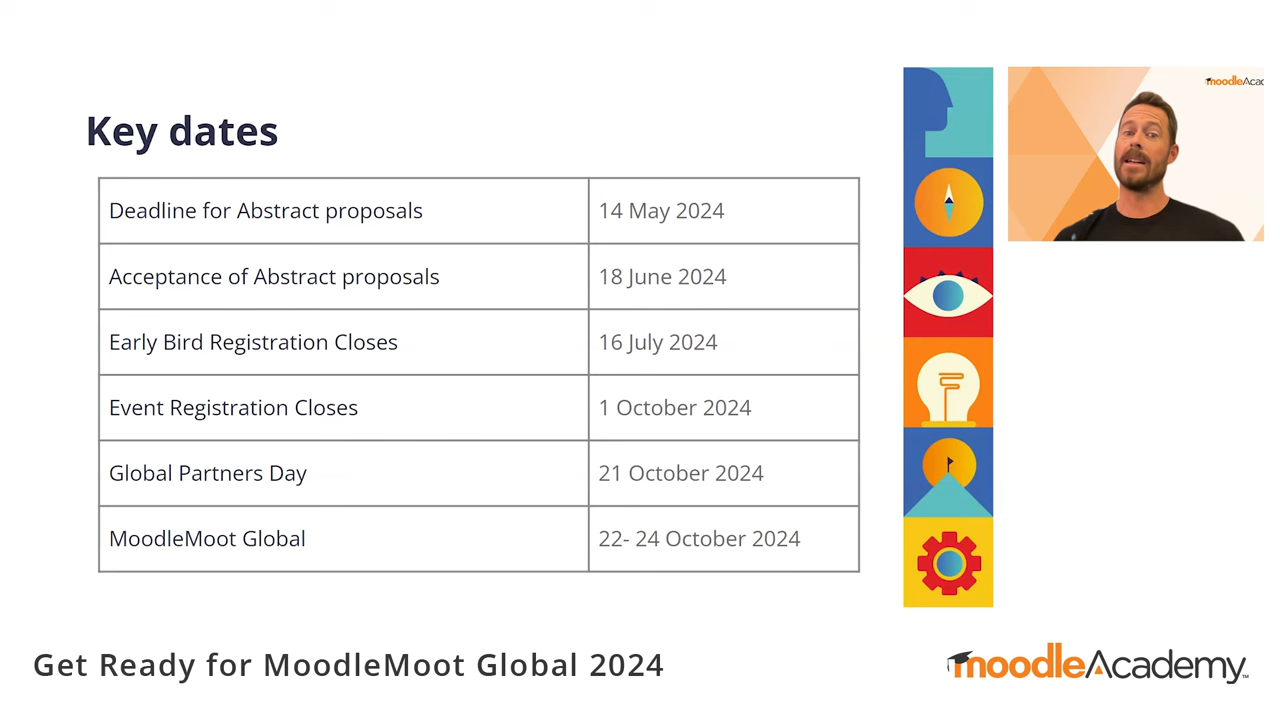 Key dates
Deadline for Abstract proposals 14 May 2024
Acceptance of Abstract proposals 18 June 2024
Early Bird Registration Closes 16 July 2024
Event Registration Closes 1 October 2024
Global Partners Day 21 October 2024
MoodleMoot Global 22- 24 October 2024
moodleAcad
Get Ready for MoodleMoot Global 2024
moodleAcademy™